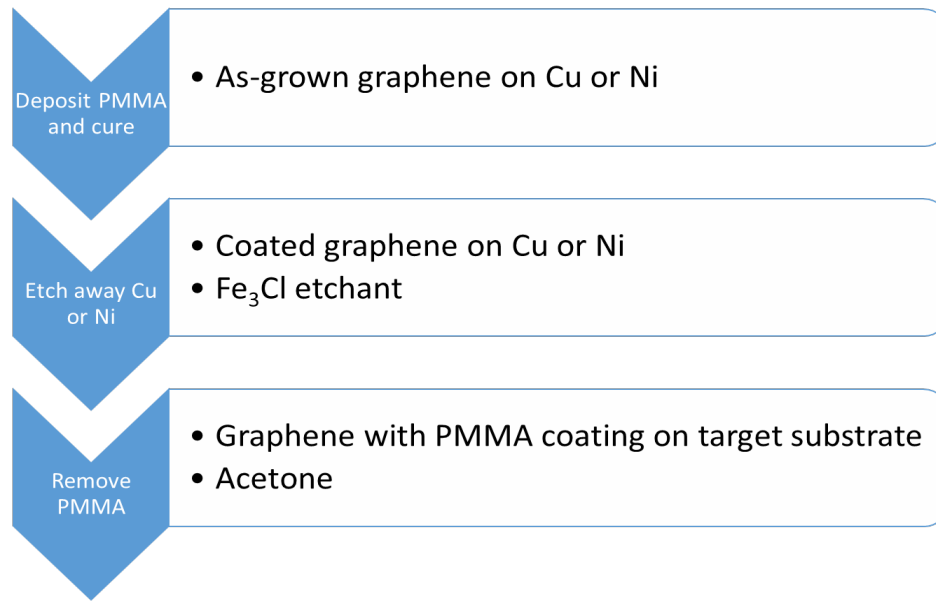 Deposit PMMA
and cure
• As-grown graphene on Cu or Ni
Etch away Cu
or Ni
• Coated graphene on Cu or Ni
• Fe₃Cl etchant
Remove
PMMA
• Graphene with PMMA coating on target substrate
• Acetone